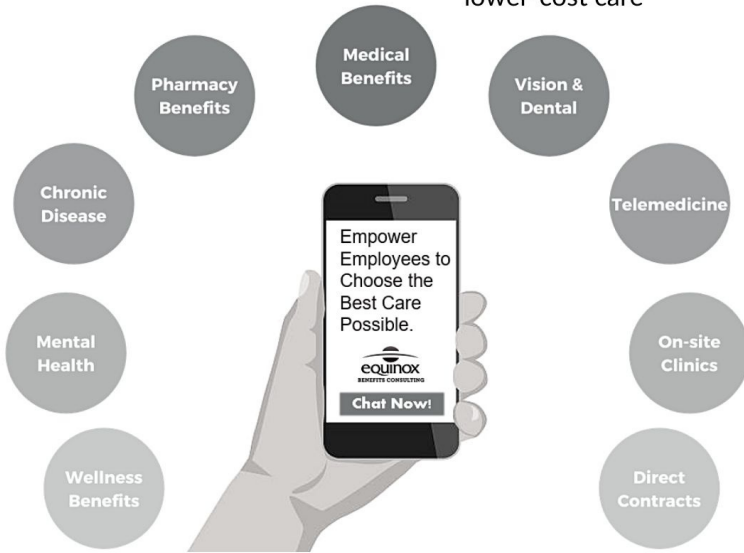 lower-cost care
Medical
Benefits
Pharmacy
Benefits
Vision &
Dental
Chronic
Disease
Telemedicine
Empower
Employees to
Choose the
Best Care
Possible.
equinox
BENEFITS CONSULTING
Chat Now!
Mental
Health
On-site
Clinics
Wellness
Benefits
Direct
Contracts